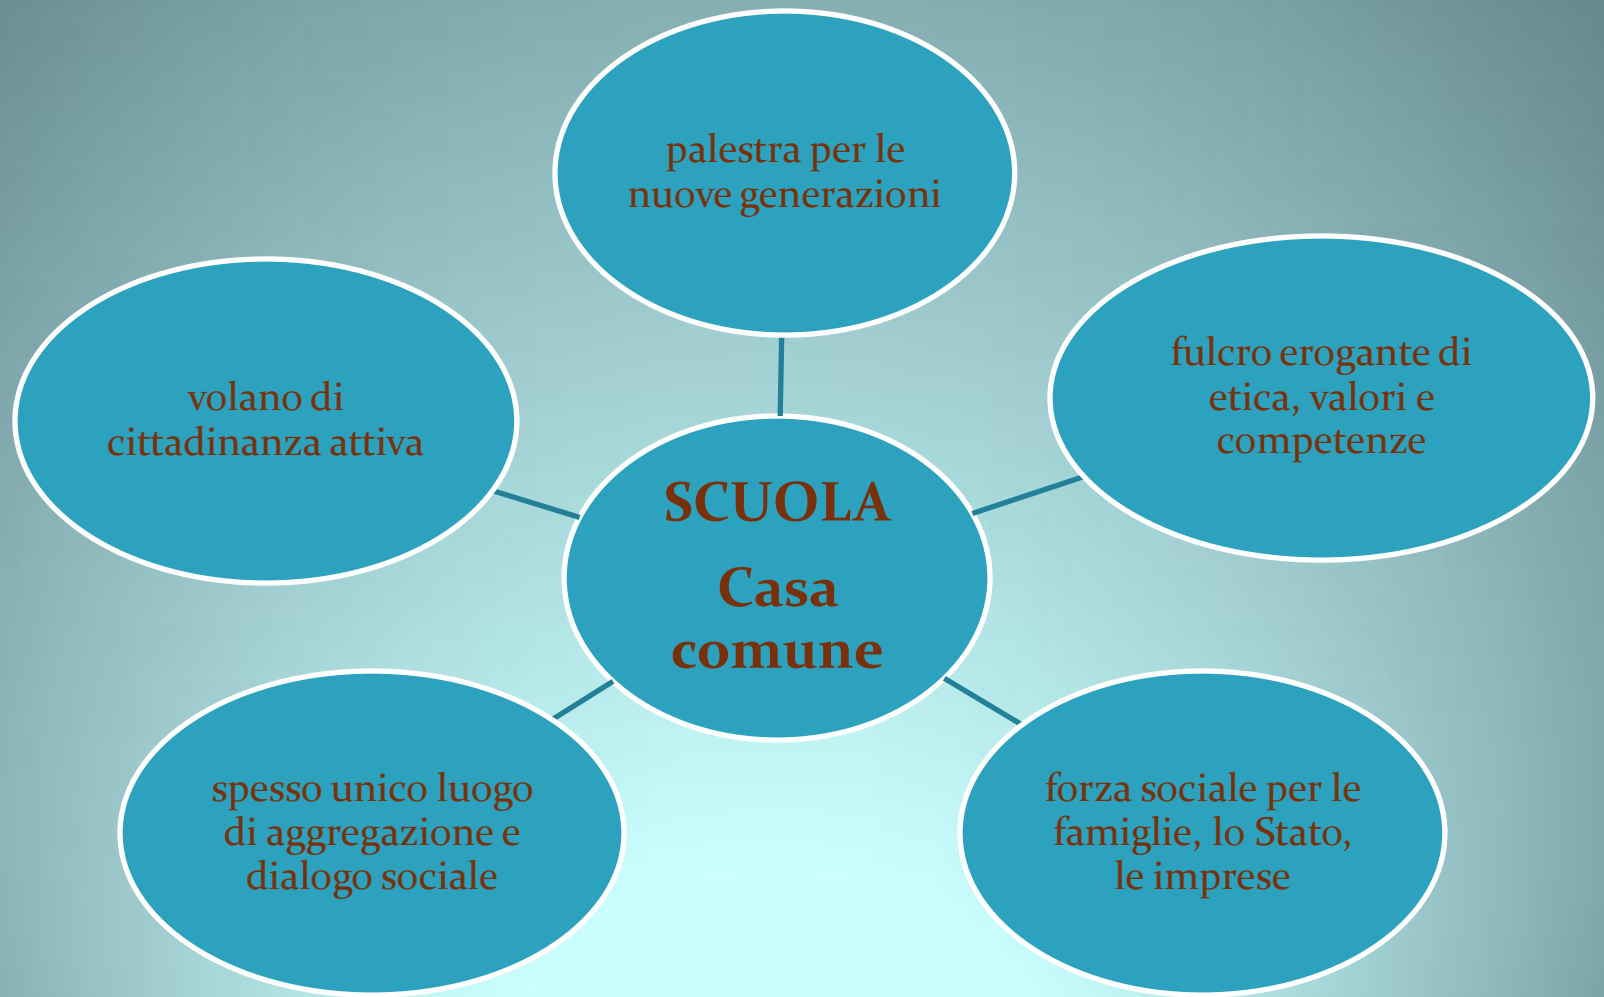 palestra per le
nuove generazioni
fulcro erogante di
etica, valori e
competenze
volano di
cittadinanza attiva
SCUOLA
Casa
comune
spesso unico luogo
di aggregazione e
dialogo sociale
forza sociale per le
famiglie, lo Stato,
le imprese